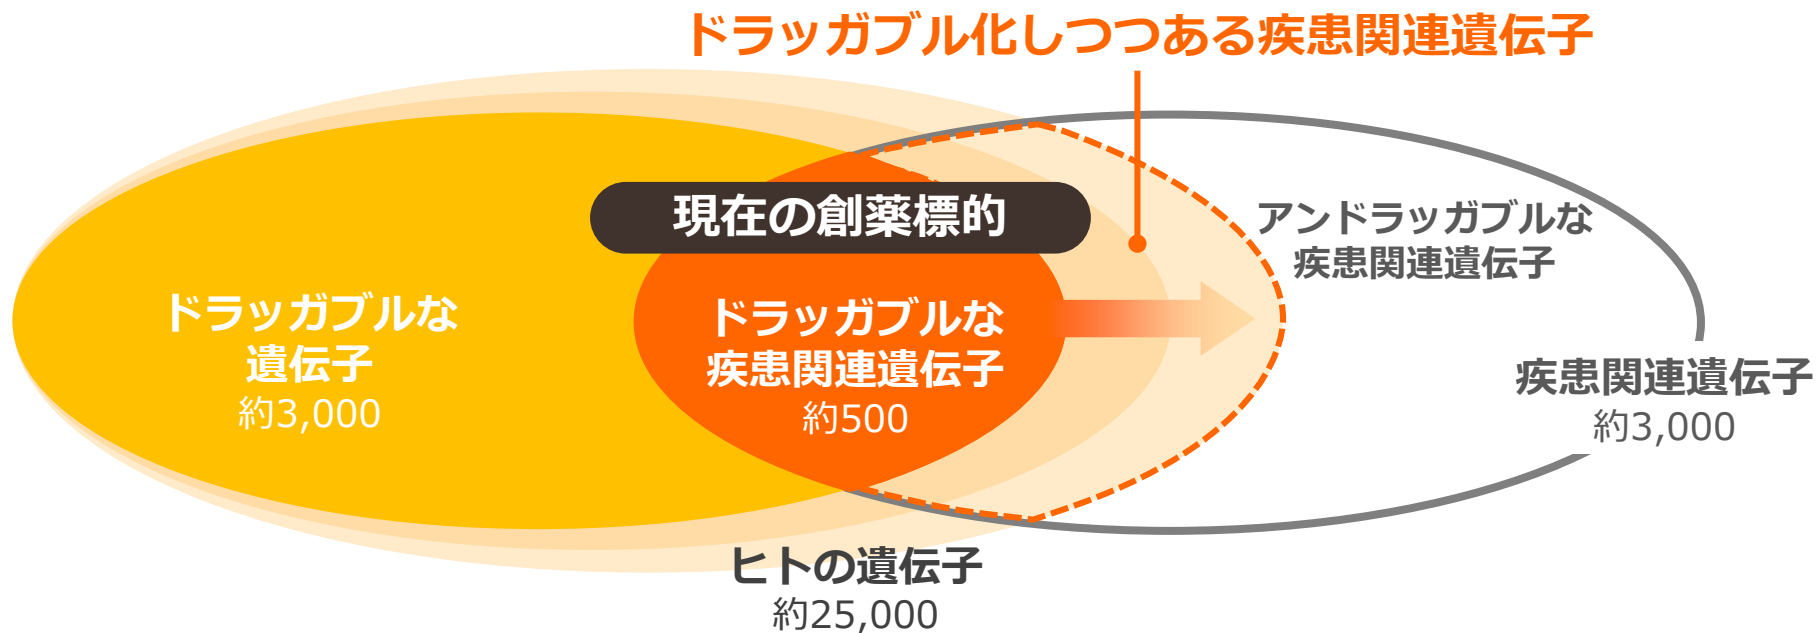 ドラッガブル化しつつある疾患関連遺伝子
現在の創薬標的
アンドラッガブルな
疾患関連遺伝子
ドラッガブルな
遺伝子
約3,000
ドラッガブルな
疾患関連遺伝子
約500
疾患関連遺伝子
約3,000
ヒトの遺伝子
約25,000